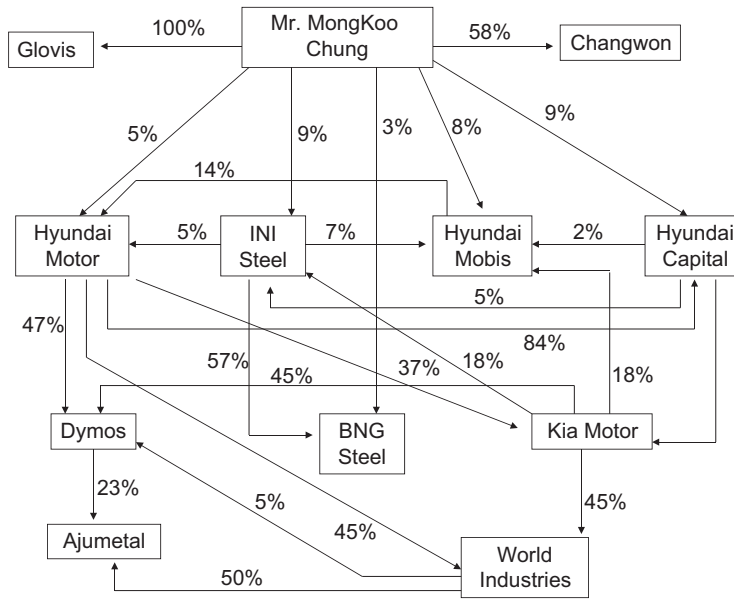 Mr. MongKoo
Chung
Glovis
100%
58%
Changwon
5%
9%
3%
8%
9%
14%
Hyundai
Motor
5%
INI
Steel
7%
Hyundai
Mobis
2%
Hyundai
Capital
5%
47%
84%
57%
45%
37%
18%
18%
Dymos
BNG
Steel
Kia Motor
23%
5%
45%
45%
Ajumetal
World
Industries
50%